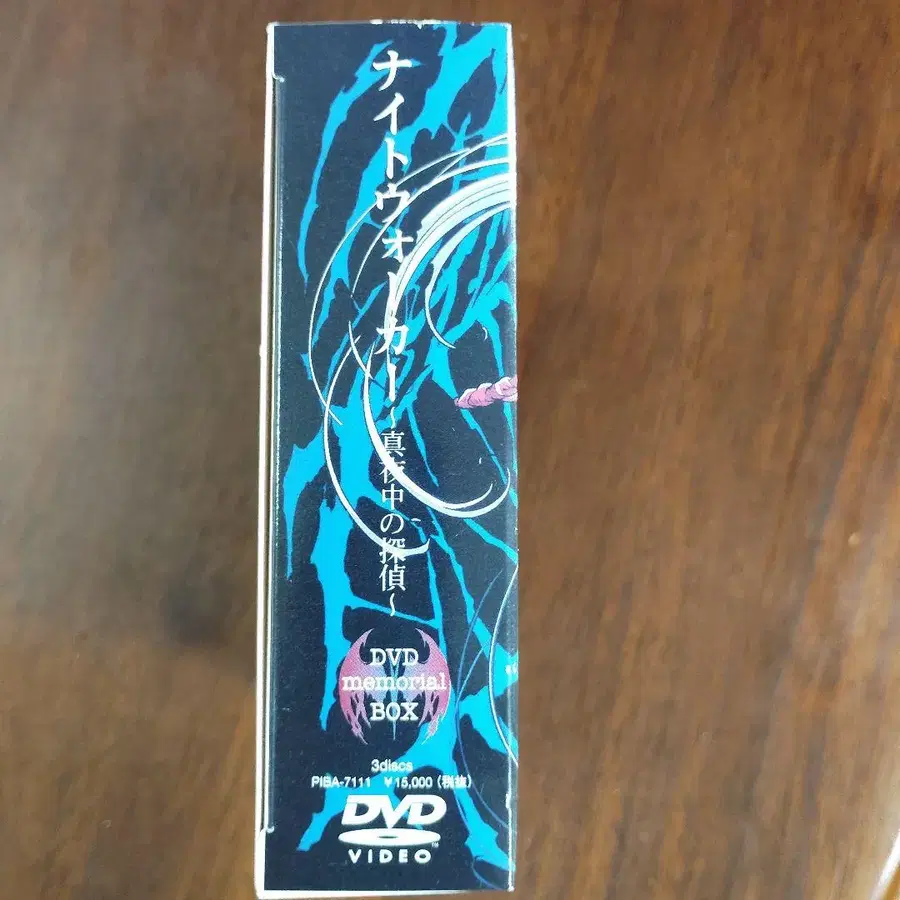 ナイトウォーカー
~真夜中の探偵~
DVD
memorial
BOX
3discs
PIBA-7111 ¥15,000 (税抜)
DVD
VIDEO